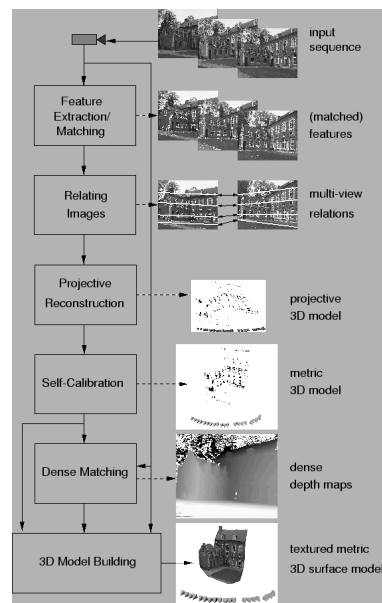 input
sequence
Feature
Extraction/
Matching
(matched)
features
Relating
Images
multi-view
relations
Projective
Reconstruction
projective
3D model
Self-Calibration
metric
3D model
Dense Matching
dense
depth maps
3D Model Building
textured metric
3D surface model